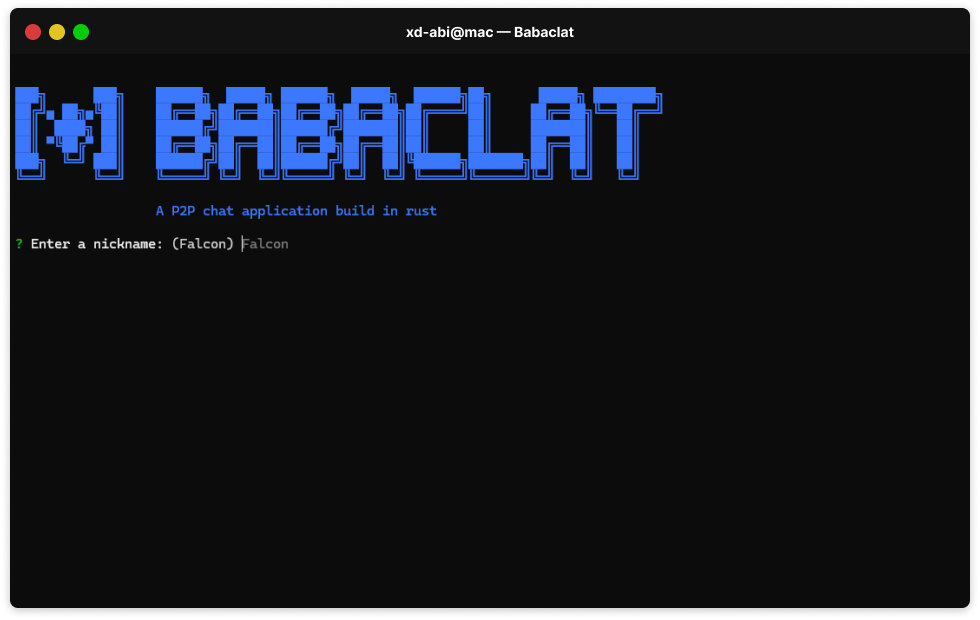 xd-abi@mac — Babaclat
[*] BABACLAT
A P2P chat application build in rust
? Enter a nickname: (Falcon) Falcon